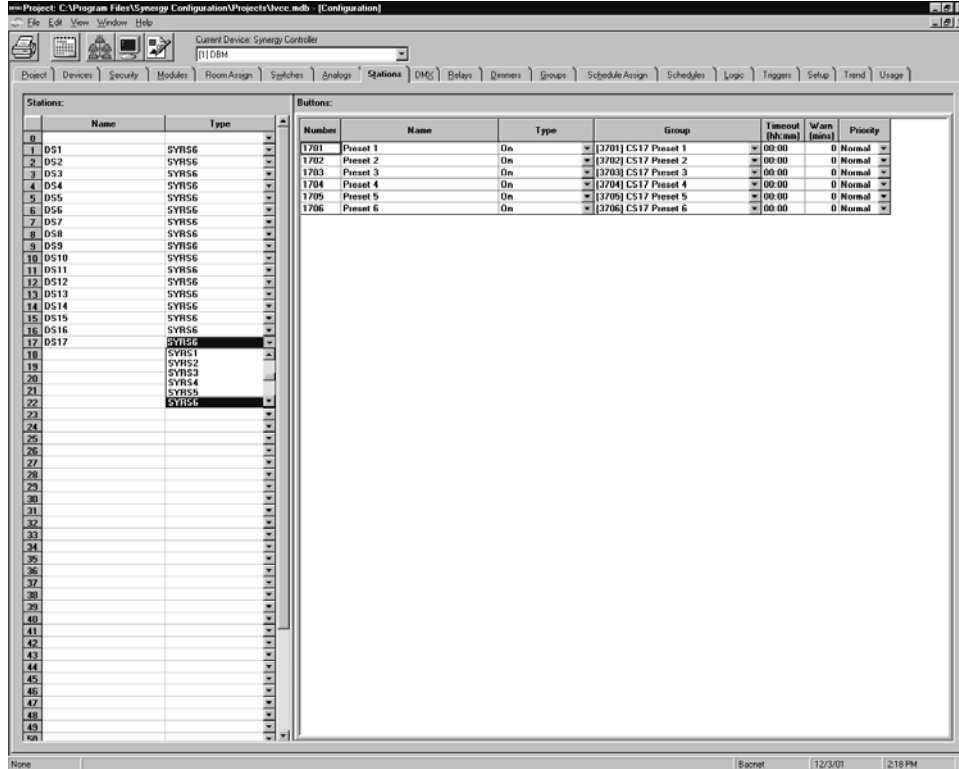 Project: C:\Program Files\Synergy Configuration\Projects\lvcc.mdb - [Configuration]
File Edit View Window Help
Current Device: Synergy Controller
[1] DBM
Project Devices Security Modules Room Assign Switches Analogs Stations DMX Relays Dimmers Groups Schedule Assign Schedules Logic Triggers Setup Trend Usage
Stations:
Name Type
0
1 DS1 SYRS6
2 DS2 SYRS6
3 DS3 SYRS6
4 DS4 SYRS6
5 DS5 SYRS6
6 DS6 SYRS6
7 DS7 SYRS6
8 DS8 SYRS6
9 DS9 SYRS6
10 DS10 SYRS6
11 DS11 SYRS6
12 DS12 SYRS6
13 DS13 SYRS6
14 DS14 SYRS6
15 DS15 SYRS6
16 DS16 SYRS6
17 DS17 SYRS6
18 SYRS1
19 SYRS2
20 SYRS3
SYRS4
21 SYRS5
22 SYRS6
23
24
25
26
27
28
29
30
31
32
33
34
35
36
37
38
39
40
41
42
43
44
45
46
47
48
49
50
Buttons:
Number Name Type Group Timeout (hh:mm) Warn (mins) Priority
1701 Preset 1 On [3701] CS17 Preset 1 00:00 0 Normal
1702 Preset 2 On [3702] CS17 Preset 2 00:00 0 Normal
1703 Preset 3 On [3703] CS17 Preset 3 00:00 0 Normal
1704 Preset 4 On [3704] CS17 Preset 4 00:00 0 Normal
1705 Preset 5 On [3705] CS17 Preset 5 00:00 0 Normal
1706 Preset 6 On [3706] CS17 Preset 6 00:00 0 Normal
None Bacnet 12/3/01 2:18 PM